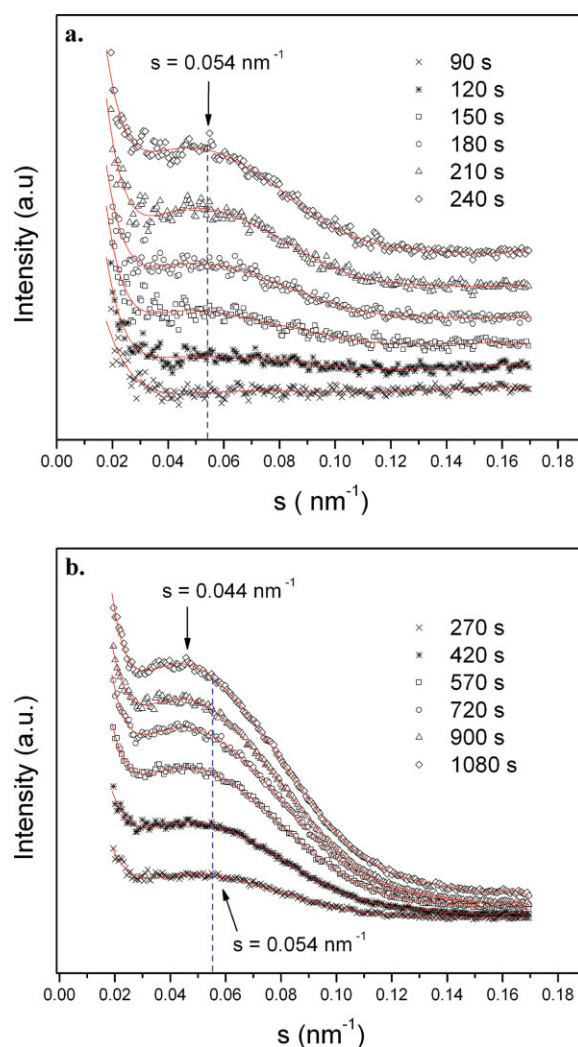 a.
s = 0.054 nm⁻¹
90 s
120 s
150 s
180 s
210 s
240 s
Intensity (a.u)
0.00 0.02 0.04 0.06 0.08 0.10 0.12 0.14 0.16 0.18
s ( nm⁻¹)
b.
s = 0.044 nm⁻¹
270 s
420 s
570 s
720 s
900 s
1080 s
Intensity (a.u.)
s = 0.054 nm⁻¹
0.00 0.02 0.04 0.06 0.08 0.10 0.12 0.14 0.16 0.18
s (nm⁻¹)